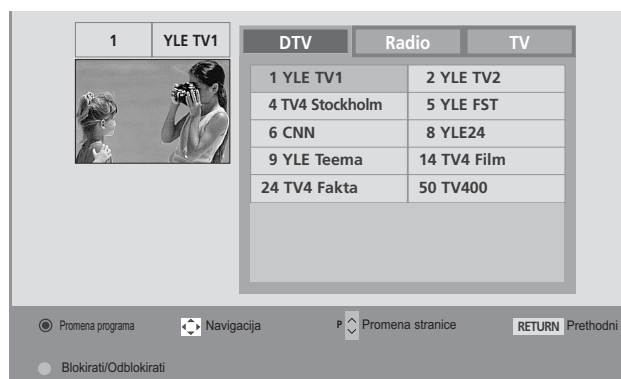 1 YLE TV1
DTV Radio TV
1 YLE TV1 2 YLE TV2
4 TV4 Stockholm 5 YLE FST
6 CNN 8 YLE24
9 YLE Teema 14 TV4 Film
24 TV4 Fakta 50 TV400
Promena programa Navigacija P Promena stranice RETURN Prethodni
Blokirati/Odblokirati